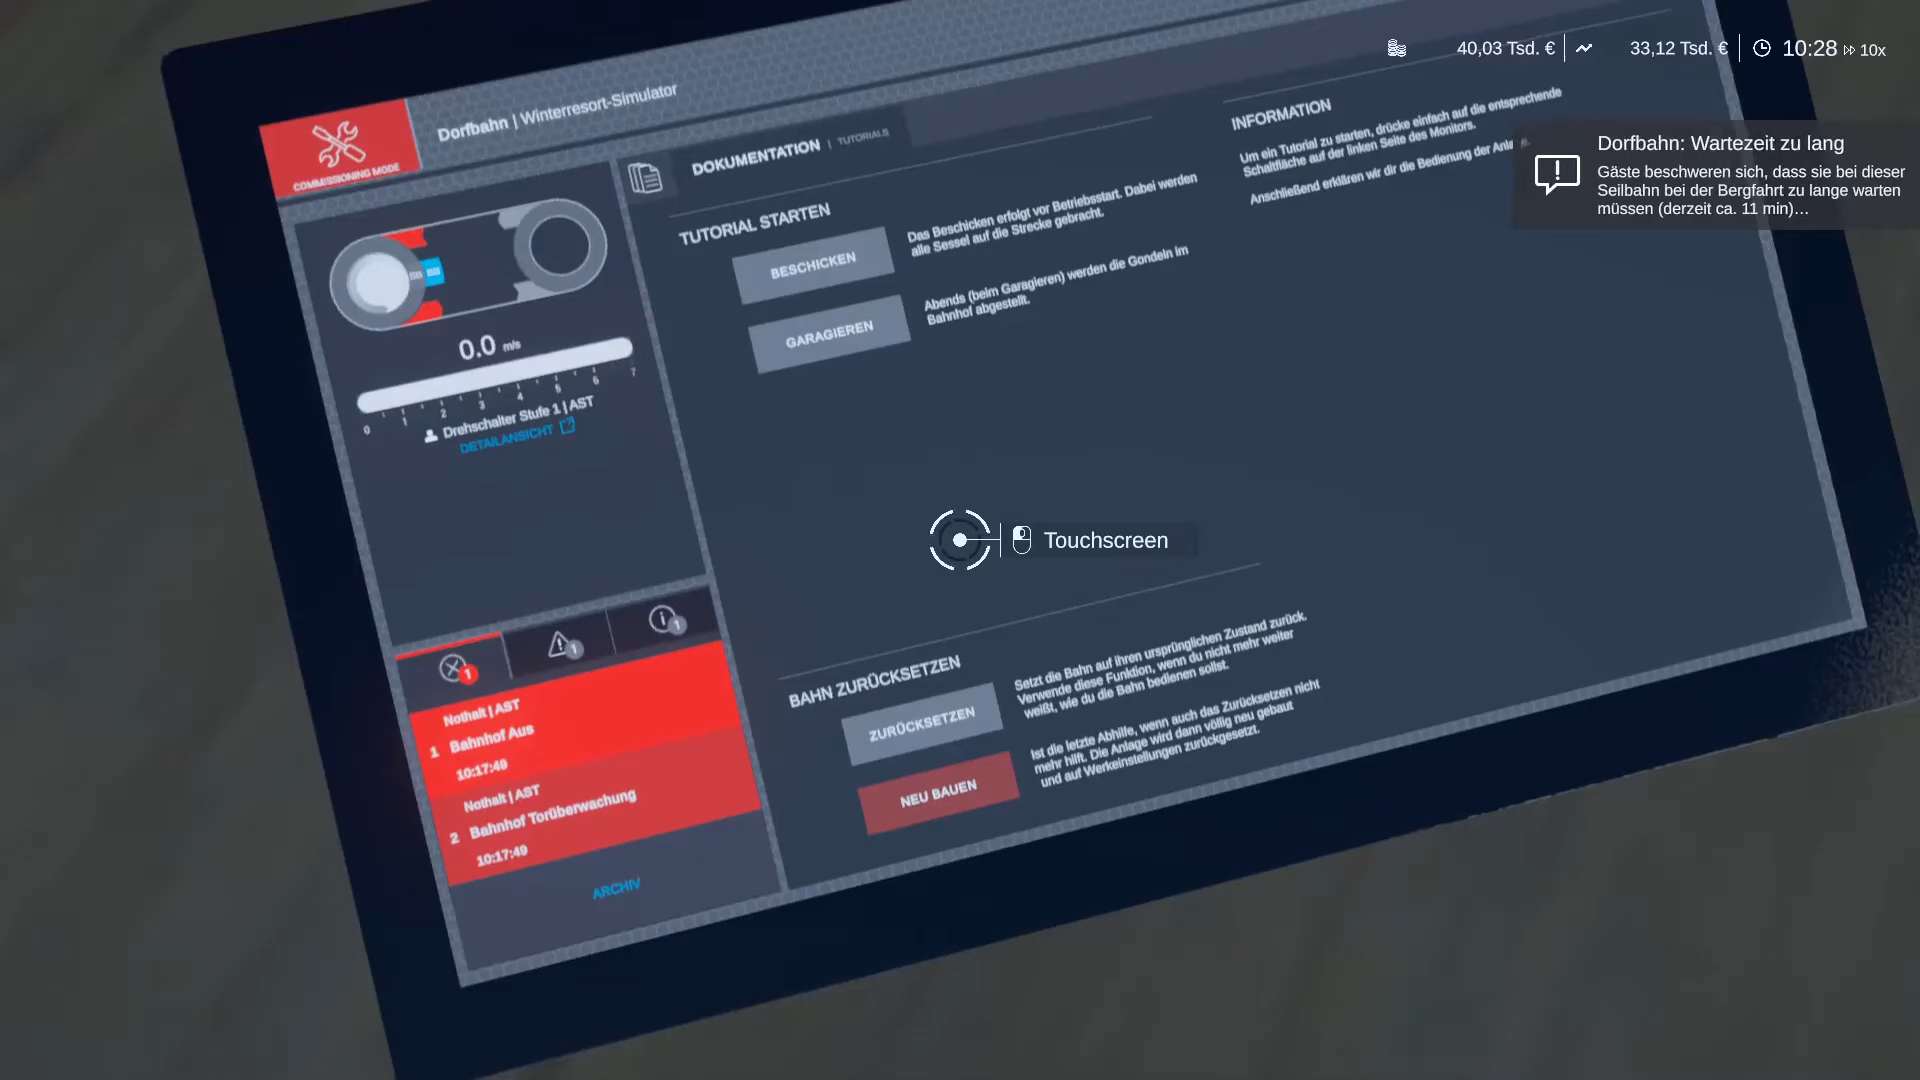 40,03 Tsd. €
33,12 Tsd. €
10:28
10x
Dorfbahn: Wartezeit zu lang
Gäste beschweren sich, dass sie bei dieser
Seilbahn bei der Bergfahrt zu lange warten
müssen (derzeit ca. 11 min)…
COMMISSIONING MODE
Dorfbahn | Winterresort-Simulator
SB
0.0 m/s
0 1 2 3 4 5 6 7
Drehschalter Stufe 1 | AST
DETAILANSICHT
1
1
1
Nothalt | AST
1 Bahnhof Aus
10:17:49
Nothalt | AST
2 Bahnhof Torüberwachung
10:17:49
ARCHIV
DOKUMENTATION | TUTORIALS
TUTORIAL STARTEN
BESCHICKEN
Das Beschicken erfolgt vor Betriebsstart. Dabei werden
alle Sessel auf die Strecke gebracht.
GARAGIEREN
Abends (beim Garagieren) werden die Gondeln im
Bahnhof abgestellt.
INFORMATION
Um ein Tutorial zu starten, drücke einfach auf die entsprechende
Schaltfläche auf der linken Seite des Monitors.
Anschließend erklären wir dir die Bedienung der
Touchscreen
BAHN ZURÜCKSETZEN
ZURÜCKSETZEN
Setzt die Bahn auf ihren ursprünglichen Zustand zurück.
Verwende diese Funktion, wenn du nicht mehr weiter
weißt, wie du die Bahn bedienen sollst.
NEU BAUEN
Ist die letzte Abhilfe, wenn auch das Zurücksetzen nicht
mehr hilft. Die Anlage wird dann völlig neu gebaut
und auf Werkeinstellungen zurückgesetzt.